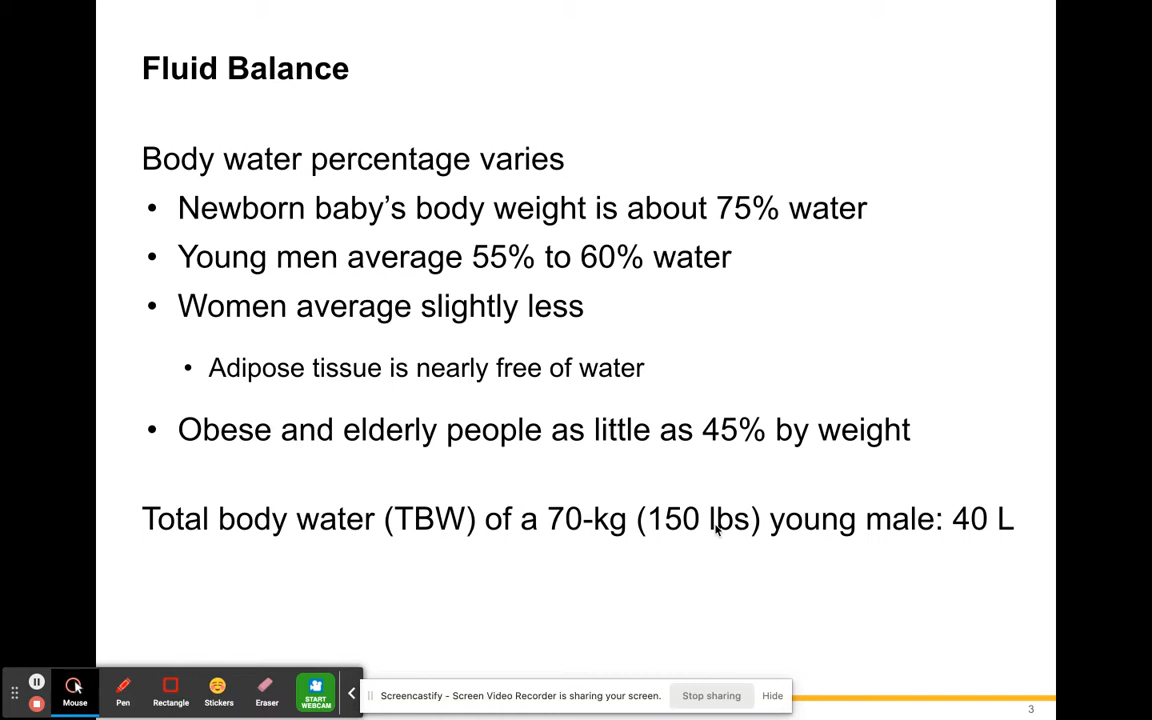 Fluid Balance
Body water percentage varies
• Newborn baby’s body weight is about 75% water
• Young men average 55% to 60% water
• Women average slightly less
• Adipose tissue is nearly free of water
• Obese and elderly people as little as 45% by weight
Total body water (TBW) of a 70-kg (150 lbs) young male: 40 L
Mouse Pen Rectangle Stickers Eraser START WEBCAM
Screencastify - Screen Video Recorder is sharing your screen. Stop sharing Hide
3